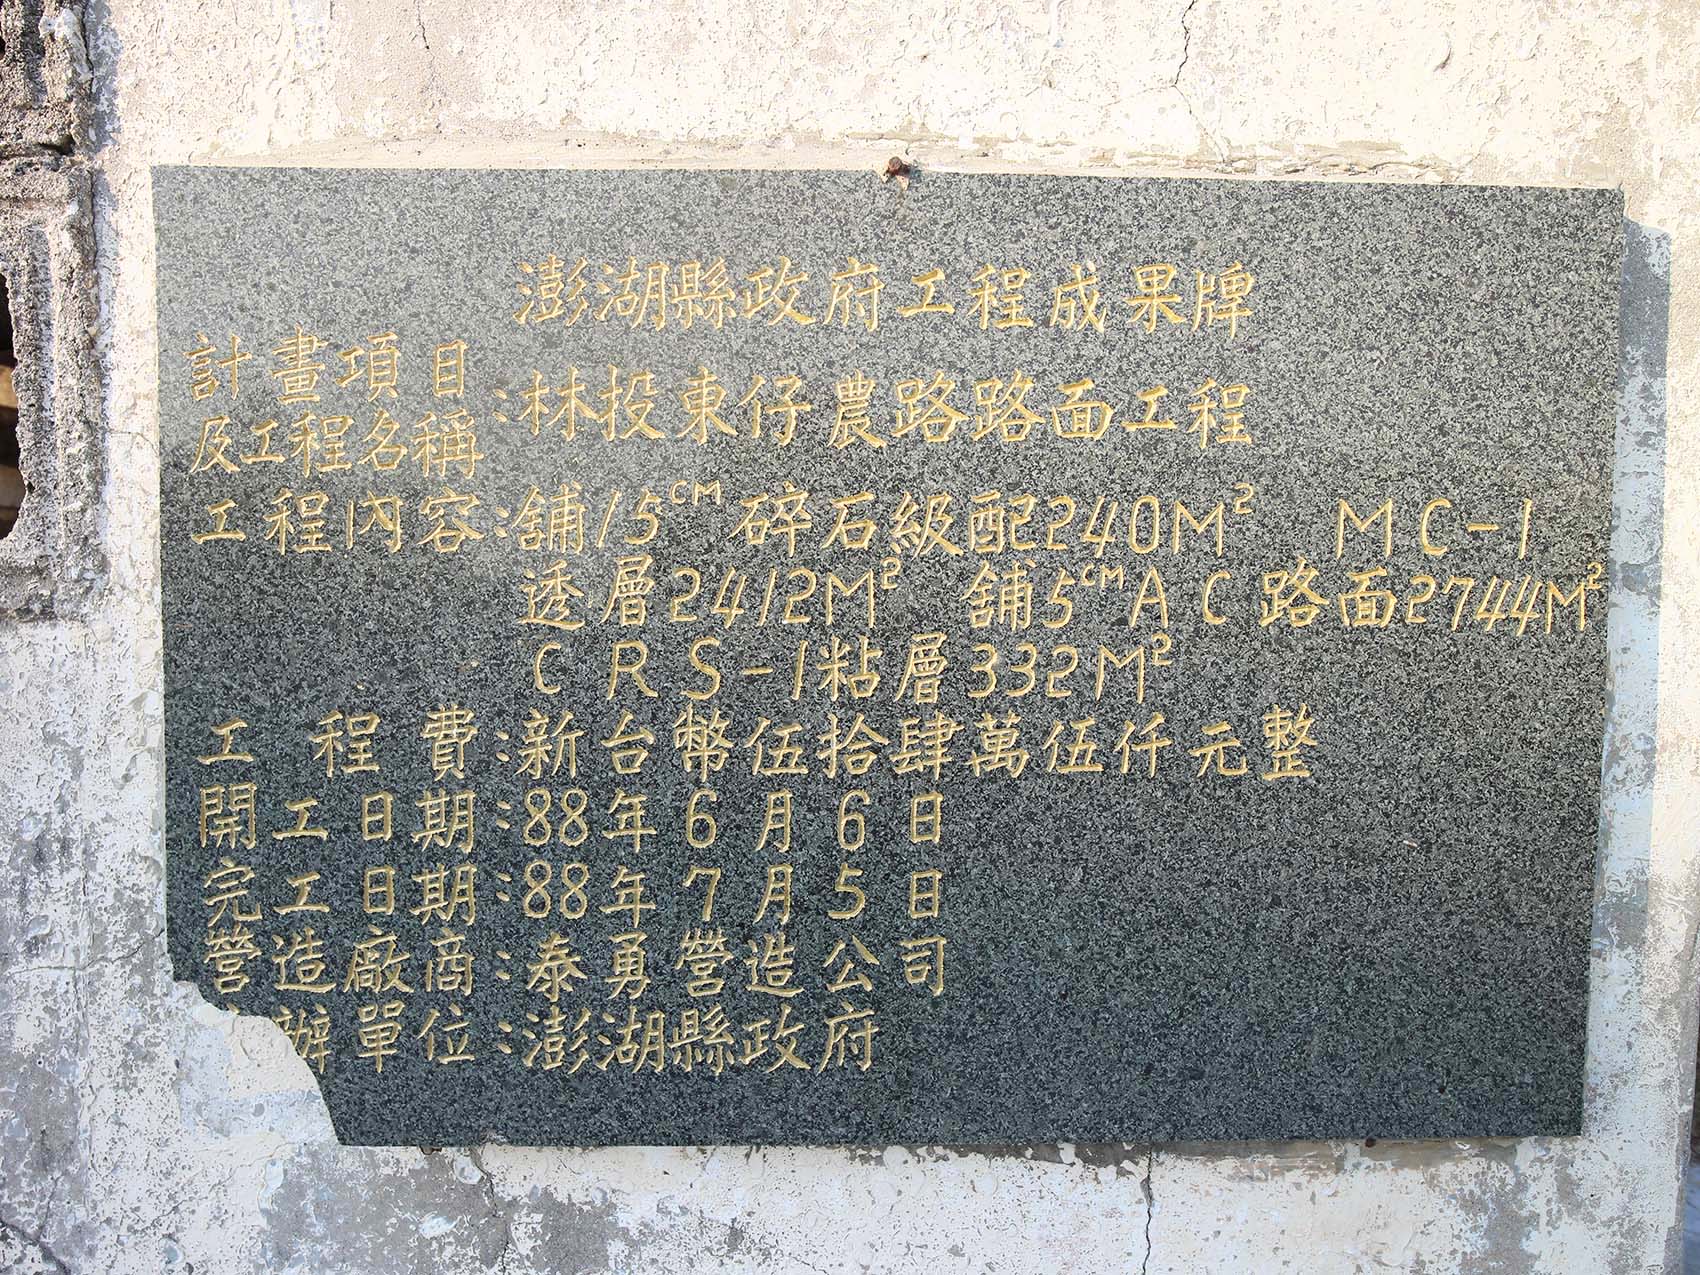 澎湖縣政府工程成果牌
計畫項目
及工程名稱:林投東仔農路路面工程
工程內容:舖15CM碎石級配240M² MC-1
透層2412M² 舖5CMAC路面2744M²
CRS-1粘層332M²
工程費:新台幣伍拾肆萬伍仟元整
開工日期:88年6月6日
完工日期:88年7月5日
營造廠商:泰勇營造公司
辦單位:澎湖縣政府